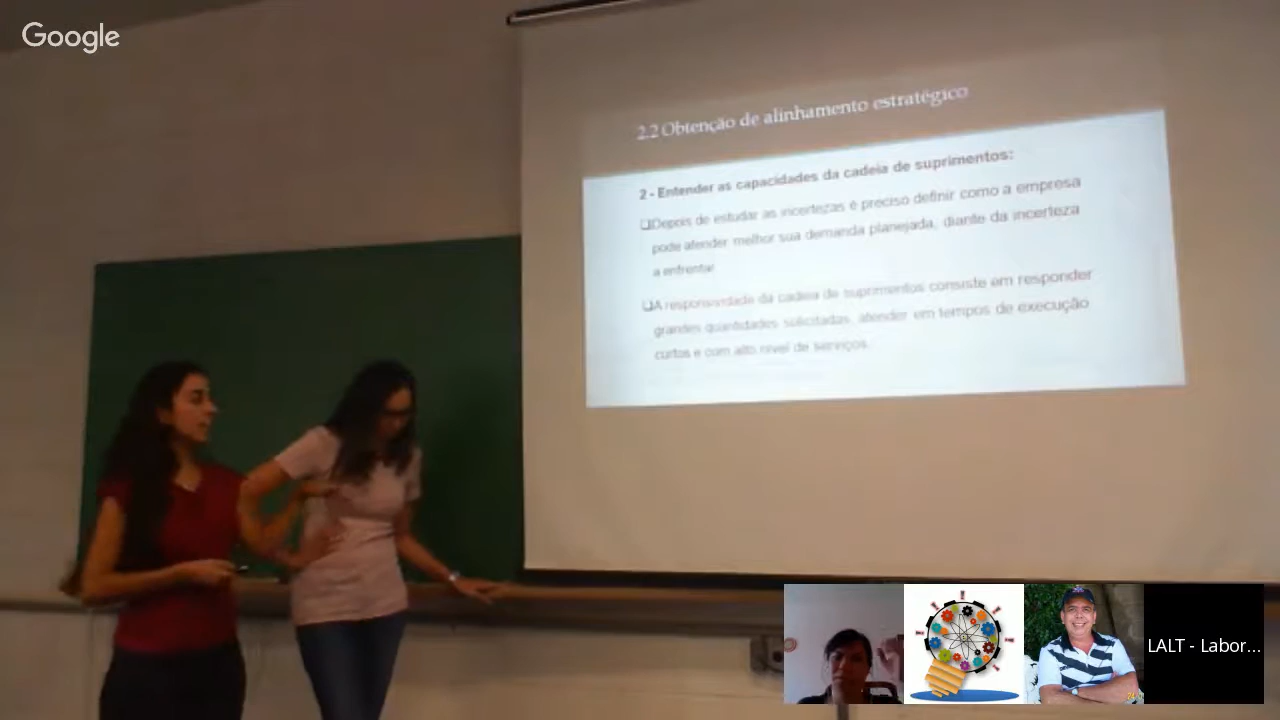 Google
2.2 Obtenção de alinhamento estratégico
2 - Entender as capacidades da cadeia de suprimentos:
❑Depois de estudar as incertezas é preciso definir como a empresa
pode atender melhor sua demanda planejada, diante da incerteza
a enfrentar.
❑A responsividade da cadeia de suprimentos consiste em responder
grandes quantidades solicitadas, atender em tempos de execução
curtos e com alto nível de serviços.
LALT - Labor...